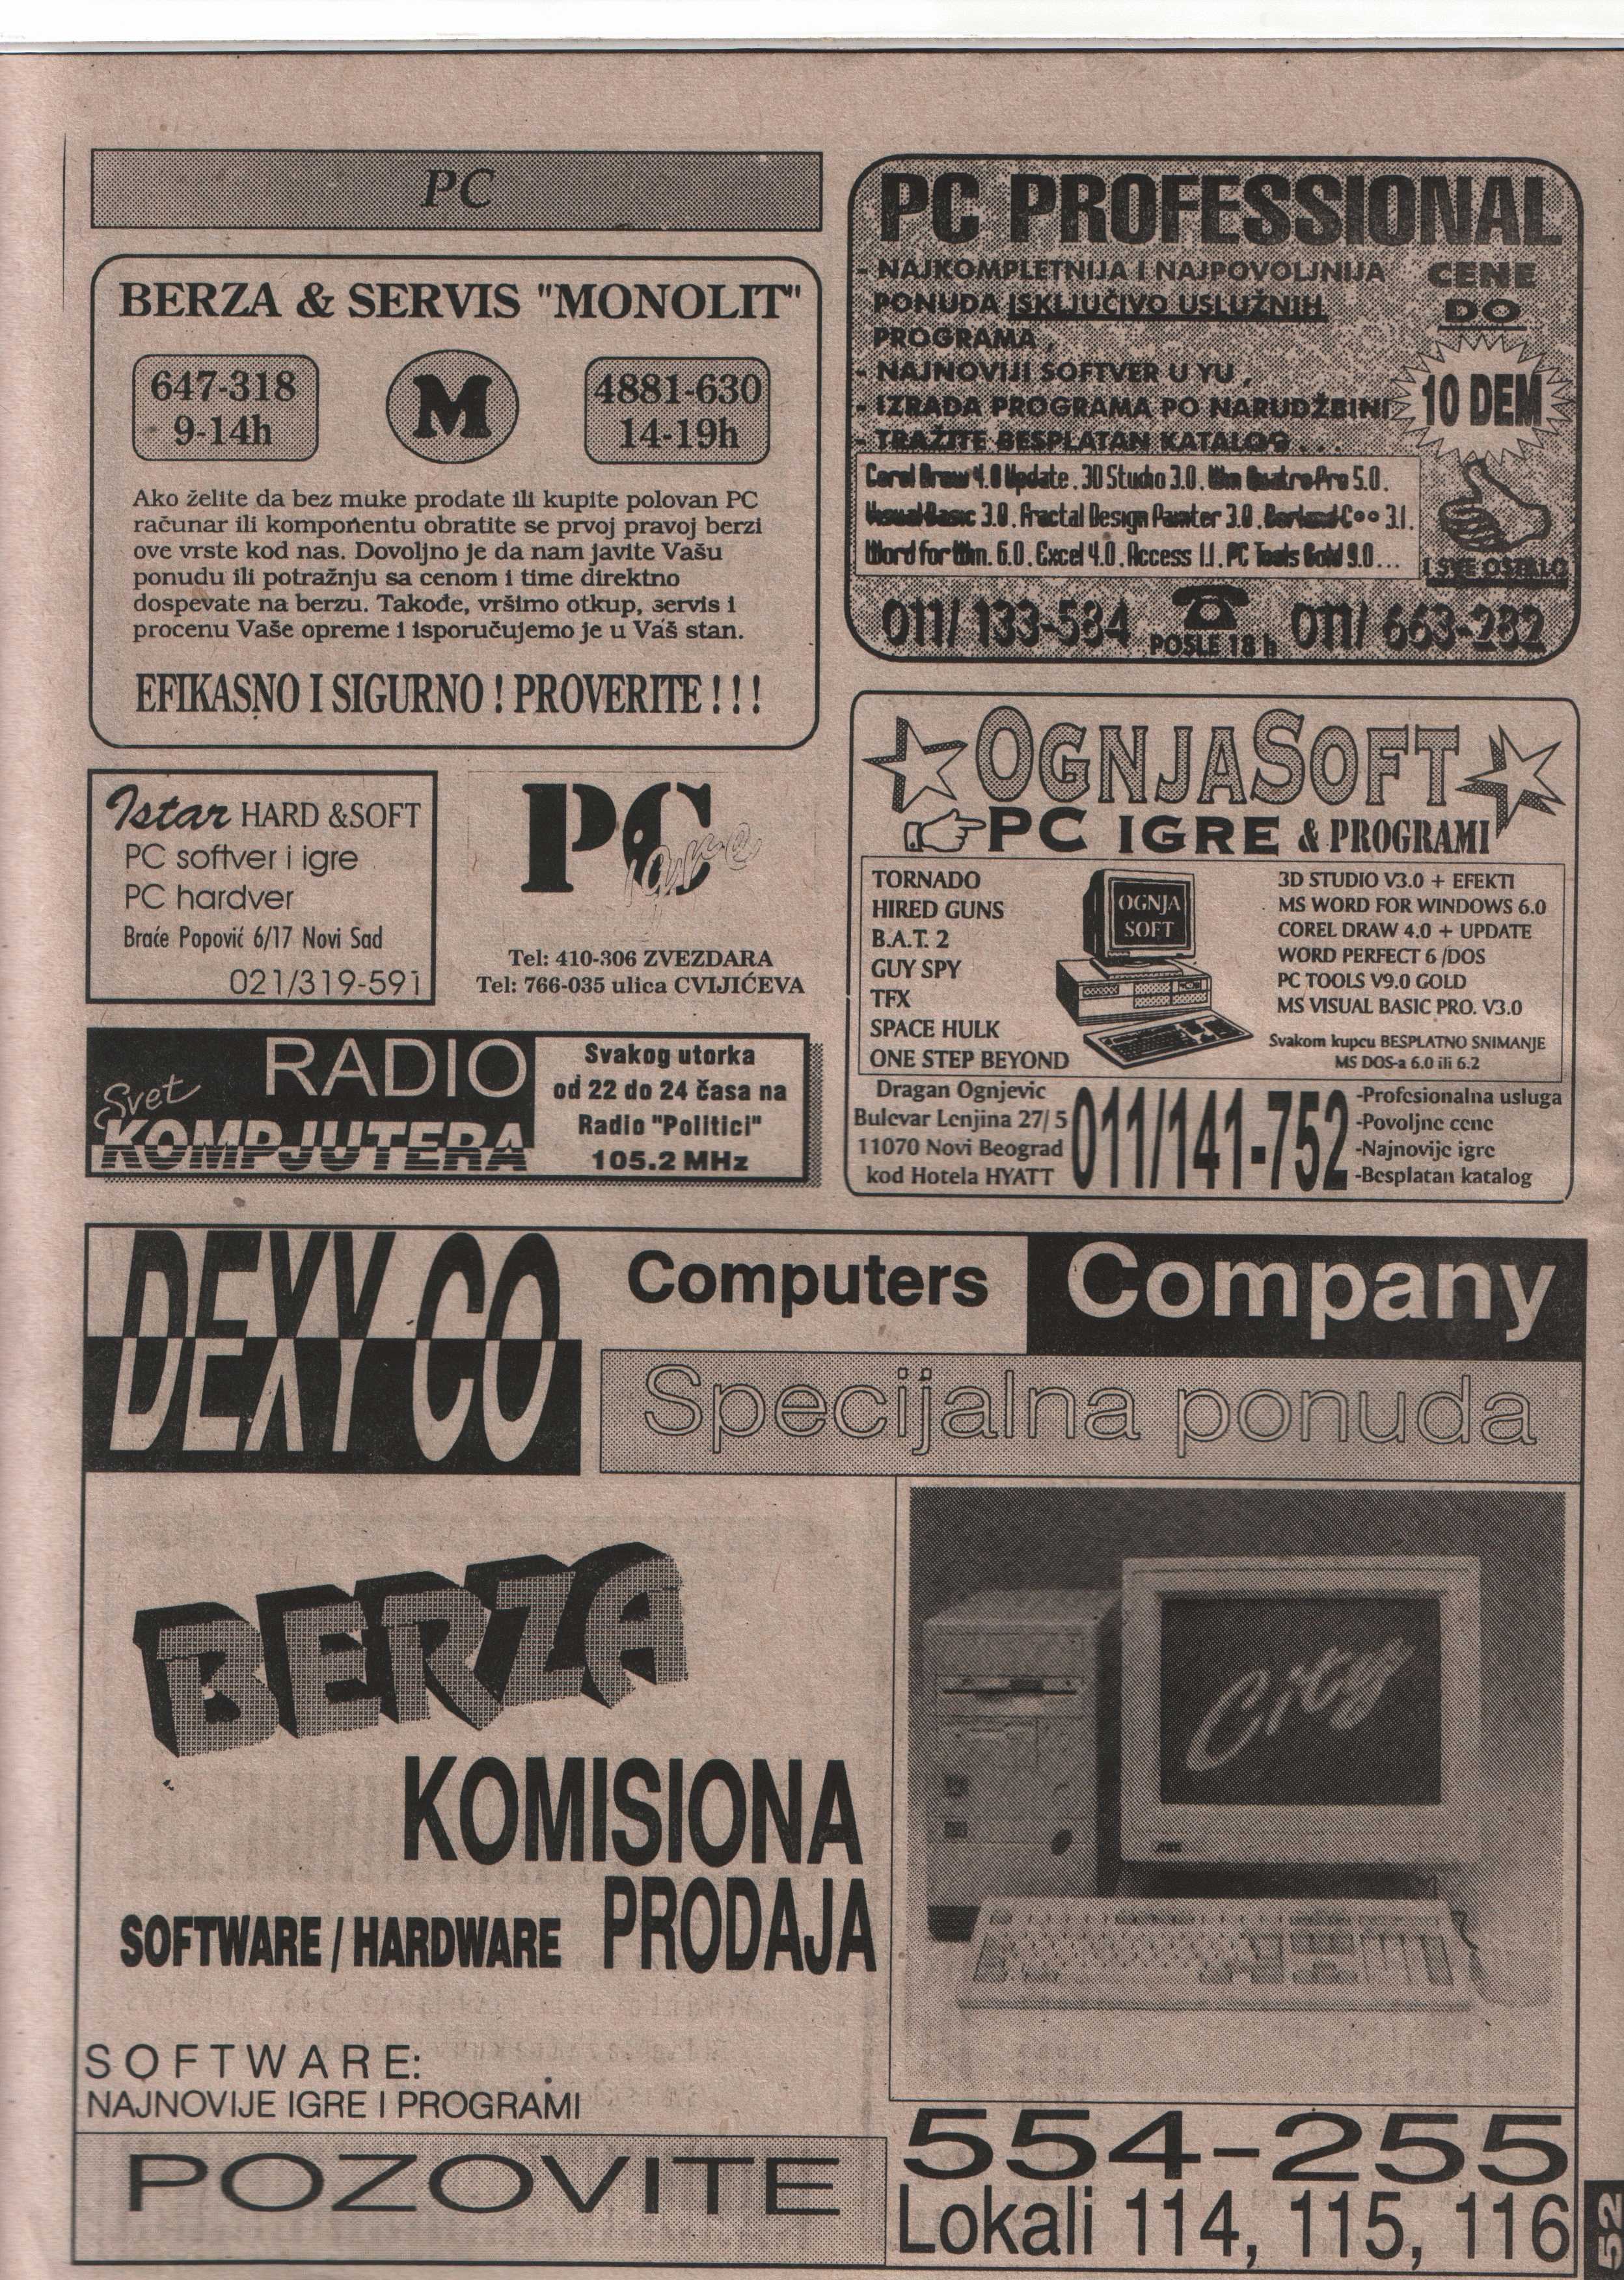 PC
BERZA & SERVIS "MONOLIT"
647-318
9-14h
M
4881-630
14-19h
Ako želite da bez muke prodate ili kupite polovan PC
računar ili komponentu obratite se prvoj pravoj berzi
ove vrste kod nas. Dovoljno je da nam javite Vašu
ponudu ili potražnju sa cenom i time direktno
dospevate na berzu. Takođe, vršimo otkup, servis i
procenu Vaše opreme i isporučujemo je u Vaš stan.
EFIKASNO I SIGURNO ! PROVERITE ! ! !
PC PROFESSIONAL
- NAJKOMPLETNIJA I NAJPOVOLJNIJA
PONUDA ISKLJUČIVO USLUŽNIH
PROGRAMA ,
- NAJNOVIJI SOFTVER U YU ,
- IZRADA PROGRAMA PO NARUDŽBINI
- TRAŽITE BESPLATAN KATALOG . . .
CENE
DO
10 DEM
Corel Draw 4.0 Update . 3D Studio 3.0 . Win Quatro Pro 5.0 .
Visual Basic 3.0 . Fractal Design Painter 3.0 . Borland C++ 3.1 .
Word for Win. 6.0 . Excel 4.0 . Access 1.1 . PC Tools Gold 9.0 . . .
I SVE OSTALO
011/ 133-584
POSLE 18 h
011/ 663-282
Istar HARD &SOFT
PC softver i igre
PC hardver
Braće Popović 6/17 Novi Sad
021/319-591
PC
Tel: 410-306 ZVEZDARA
Tel: 766-035 ulica CVIJIĆEVA
RADIO
Svet
KOMPJUTERA
Svakog utorka
od 22 do 24 časa na
Radio "Politici"
105.2 MHz
OGNJASOFT
PC IGRE & PROGRAMI
TORNADO
HIRED GUNS
B.A.T. 2
GUY SPY
TFX
SPACE HULK
ONE STEP BEYOND
OGNJA
SOFT
3D STUDIO V3.0 + EFEKTI
MS WORD FOR WINDOWS 6.0
COREL DRAW 4.0 + UPDATE
WORD PERFECT 6 /DOS
PC TOOLS V9.0 GOLD
MS VISUAL BASIC PRO. V3.0
Svakom kupcu BESPLATNO SNIMANJE
MS DOS-a 6.0 ili 6.2
Dragan Ognjevic
Bulevar Lenjina 27/ 5
11070 Novi Beograd
kod Hotela HYATT
011/141-752
-Profesionalna usluga
-Povoljne cene
-Najnovije igre
-Besplatan katalog
DEXY CO
Computers
Company
Specijalna ponuda
BERZA
KOMISIONA
SOFTWARE / HARDWARE PRODAJA
City
SOFTWARE:
NAJNOVIJE IGRE I PROGRAMI
POZOVITE
554-255
Lokali 114, 115, 116
52